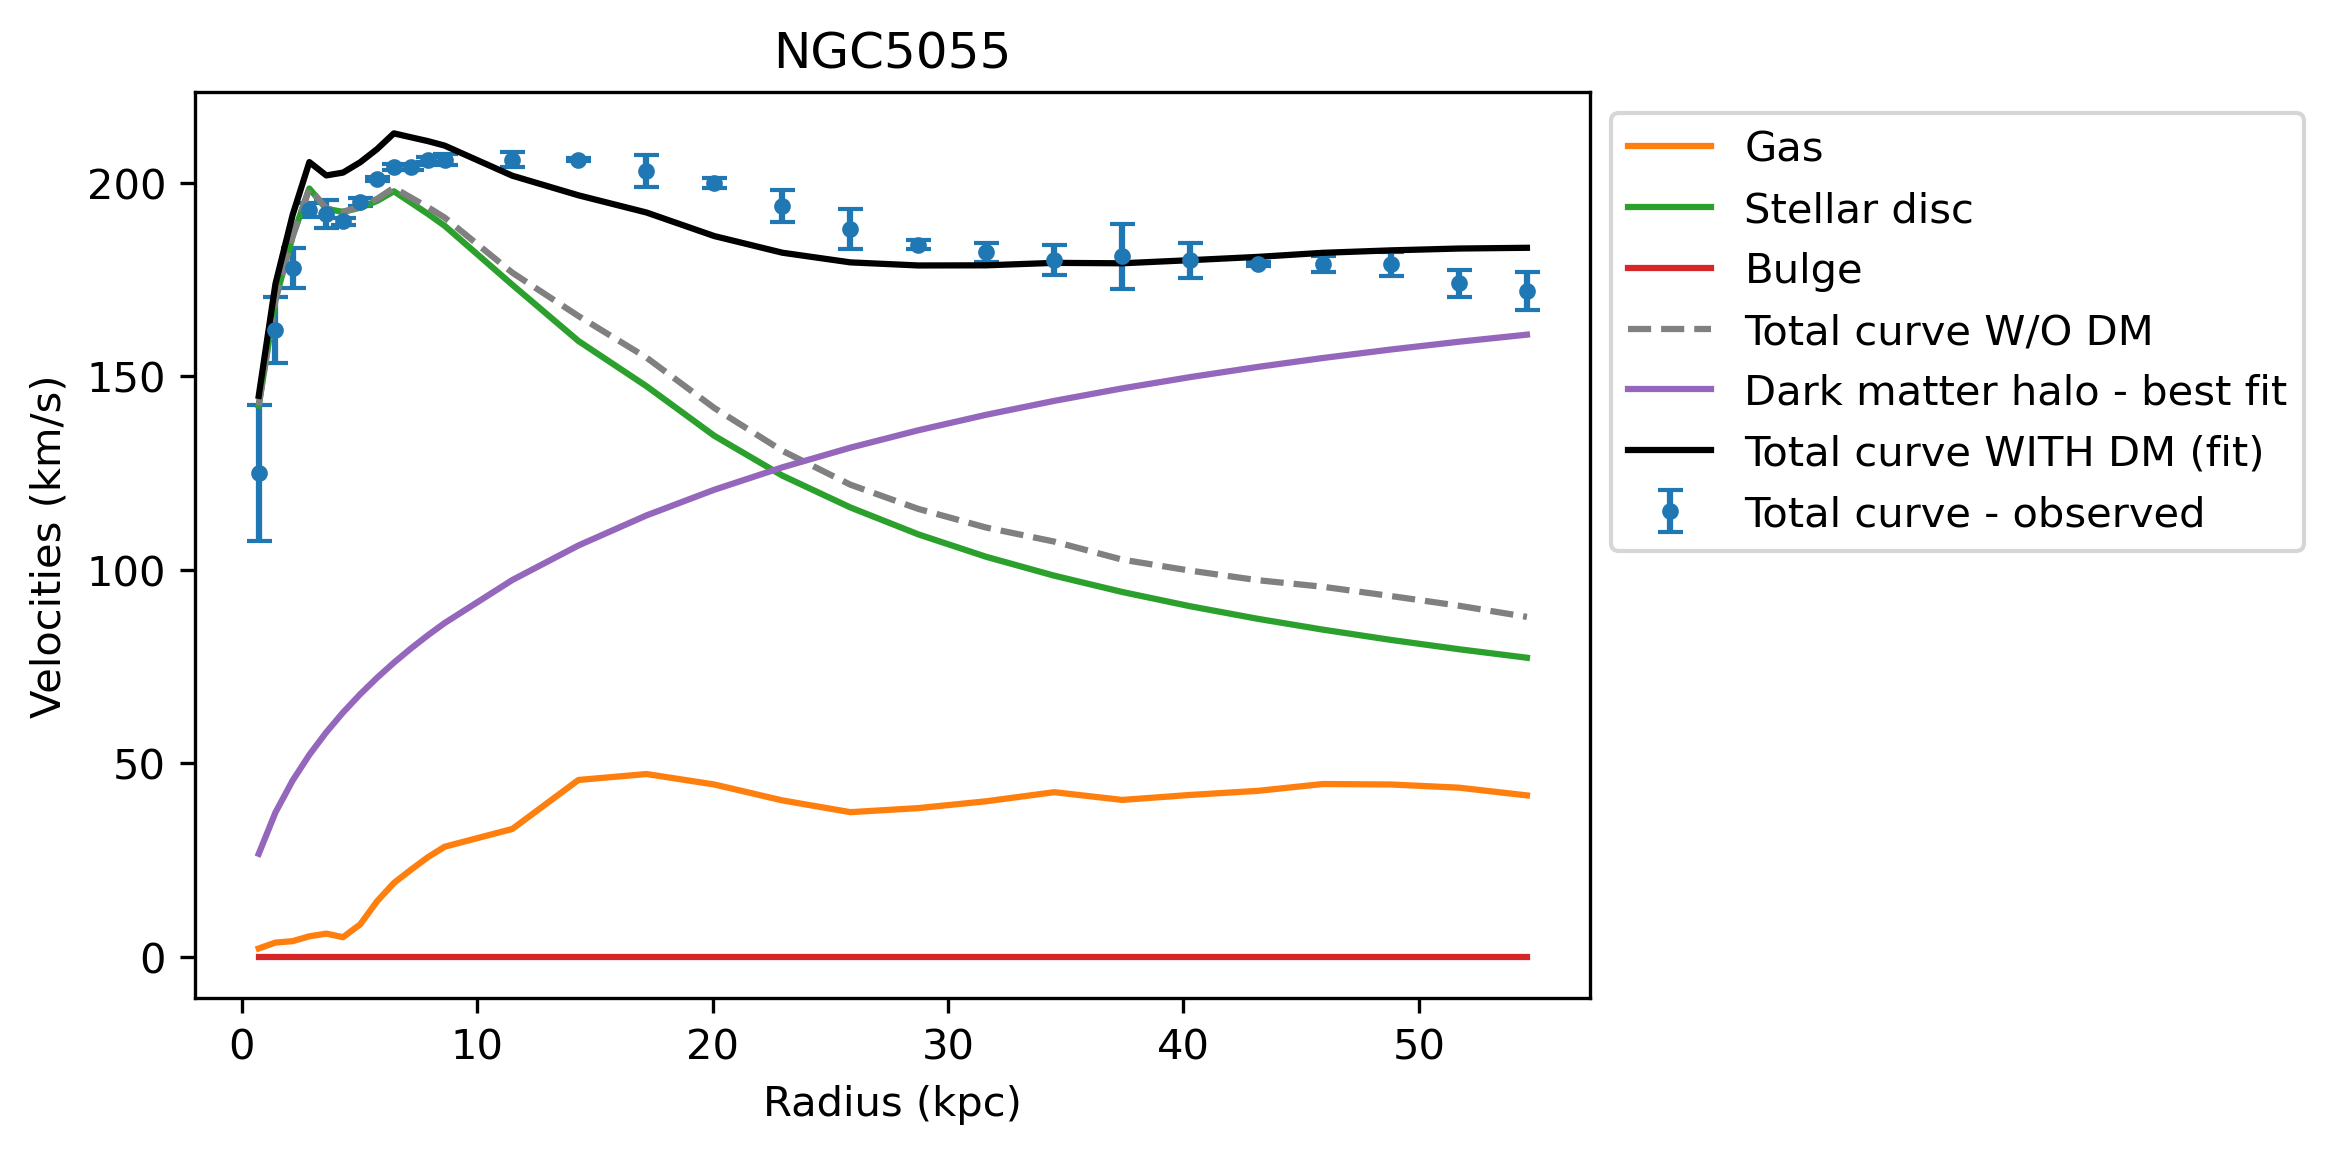 NGC5055
Velocities (km/s)
200
150
100
50
0
0 10 20 30 40 50
Radius (kpc)
Gas
Stellar disc
Bulge
Total curve W/O DM
Dark matter halo - best fit
Total curve WITH DM (fit)
Total curve - observed